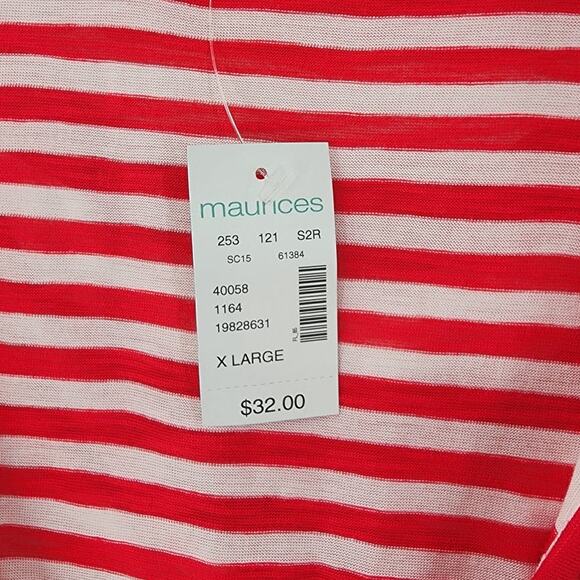 maurices
253 121 S2R
SC15 61384
40058
1164
19828631
X LARGE
$32.00